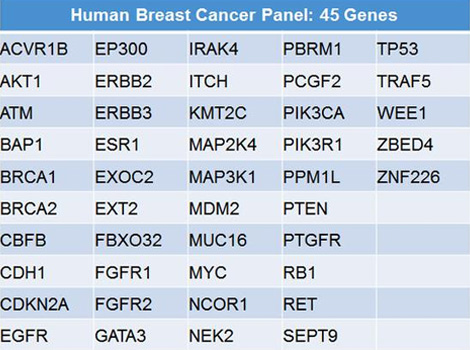 Human Breast Cancer Panel: 45 Genes
ACVR1B EP300 IRAK4 PBRM1 TP53
AKT1 ERBB2 ITCH PCGF2 TRAF5
ATM ERBB3 KMT2C PIK3CA WEE1
BAP1 ESR1 MAP2K4 PIK3R1 ZBED4
BRCA1 EXOC2 MAP3K1 PPM1L ZNF226
BRCA2 EXT2 MDM2 PTEN
CBFB FBXO32 MUC16 PTGFR
CDH1 FGFR1 MYC RB1
CDKN2A FGFR2 NCOR1 RET
EGFR GATA3 NEK2 SEPT9